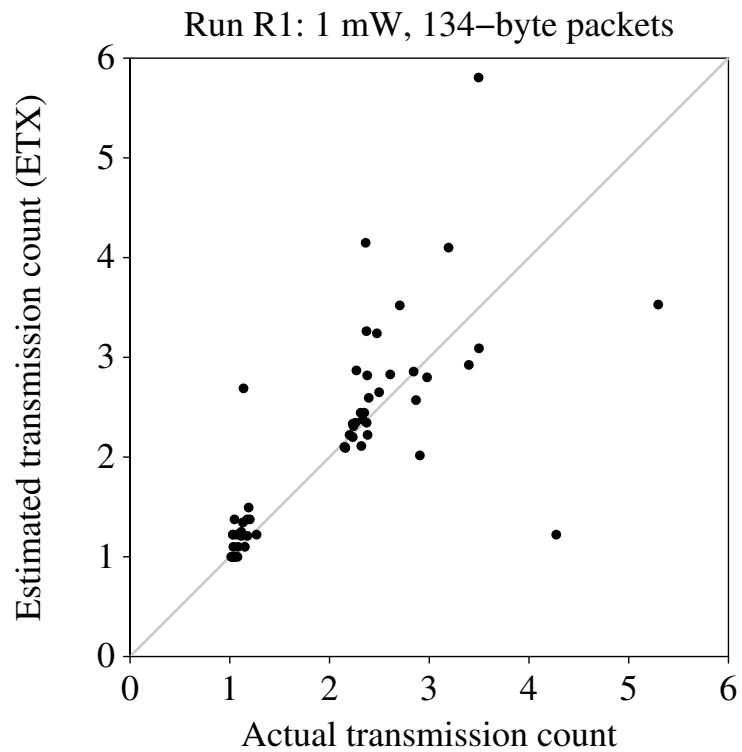 Run R1: 1 mW, 134−byte packets
Estimated transmission count (ETX)
6
5
4
3
2
1
0
0 1 2 3 4 5 6
Actual transmission count